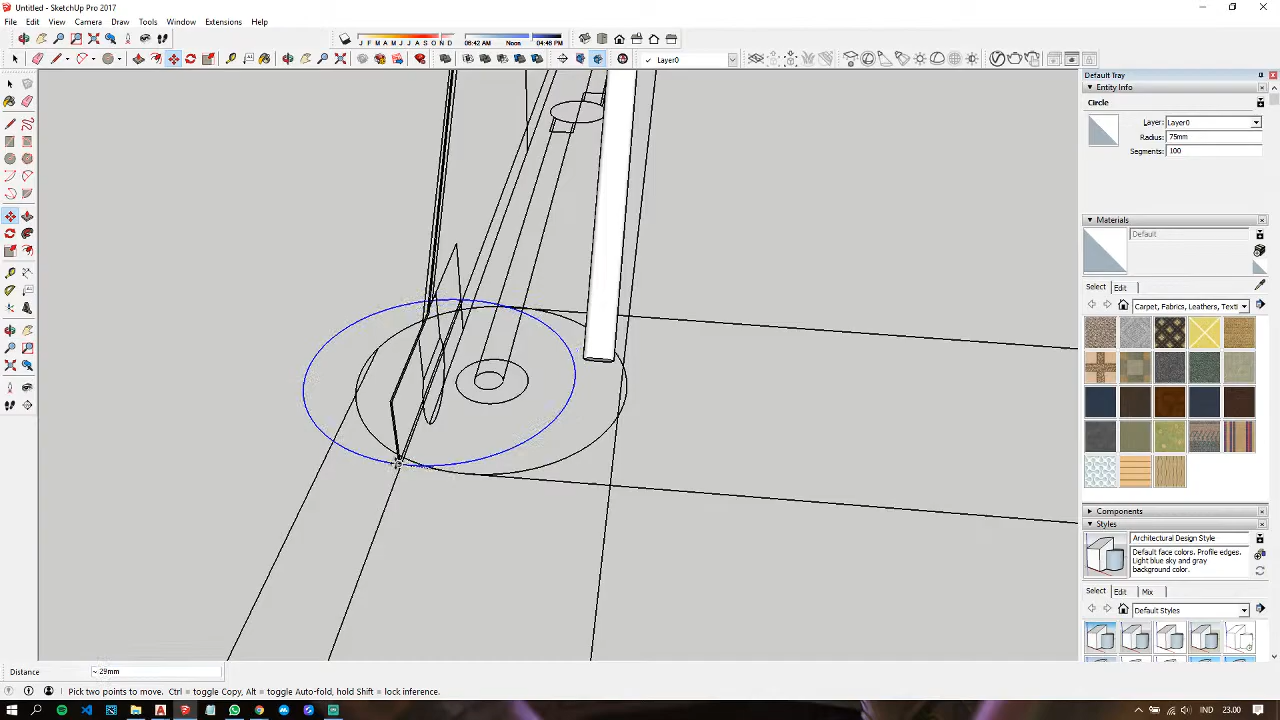 Untitled - SketchUp Pro 2017
File Edit View Camera Draw Tools Window Extensions Help
J F M A M J J A S O N D 06:42 AM Noon 04:46 PM
Layer0
Default Tray
Entity Info
Circle
Layer: Layer0
Radius: 75mm
Segments: 100
Materials
Default
Select Edit
Carpet, Fabrics, Leathers, Texti
Components
Styles
Architectural Design Style
Default face colors. Profile edges.
Light blue sky and gray
background color.
Select Edit Mix
Default Styles
Distance ~ 29mm
Pick two points to move. Ctrl = toggle Copy, Alt = toggle Auto-fold, hold Shift = lock inference.
IND 23.00